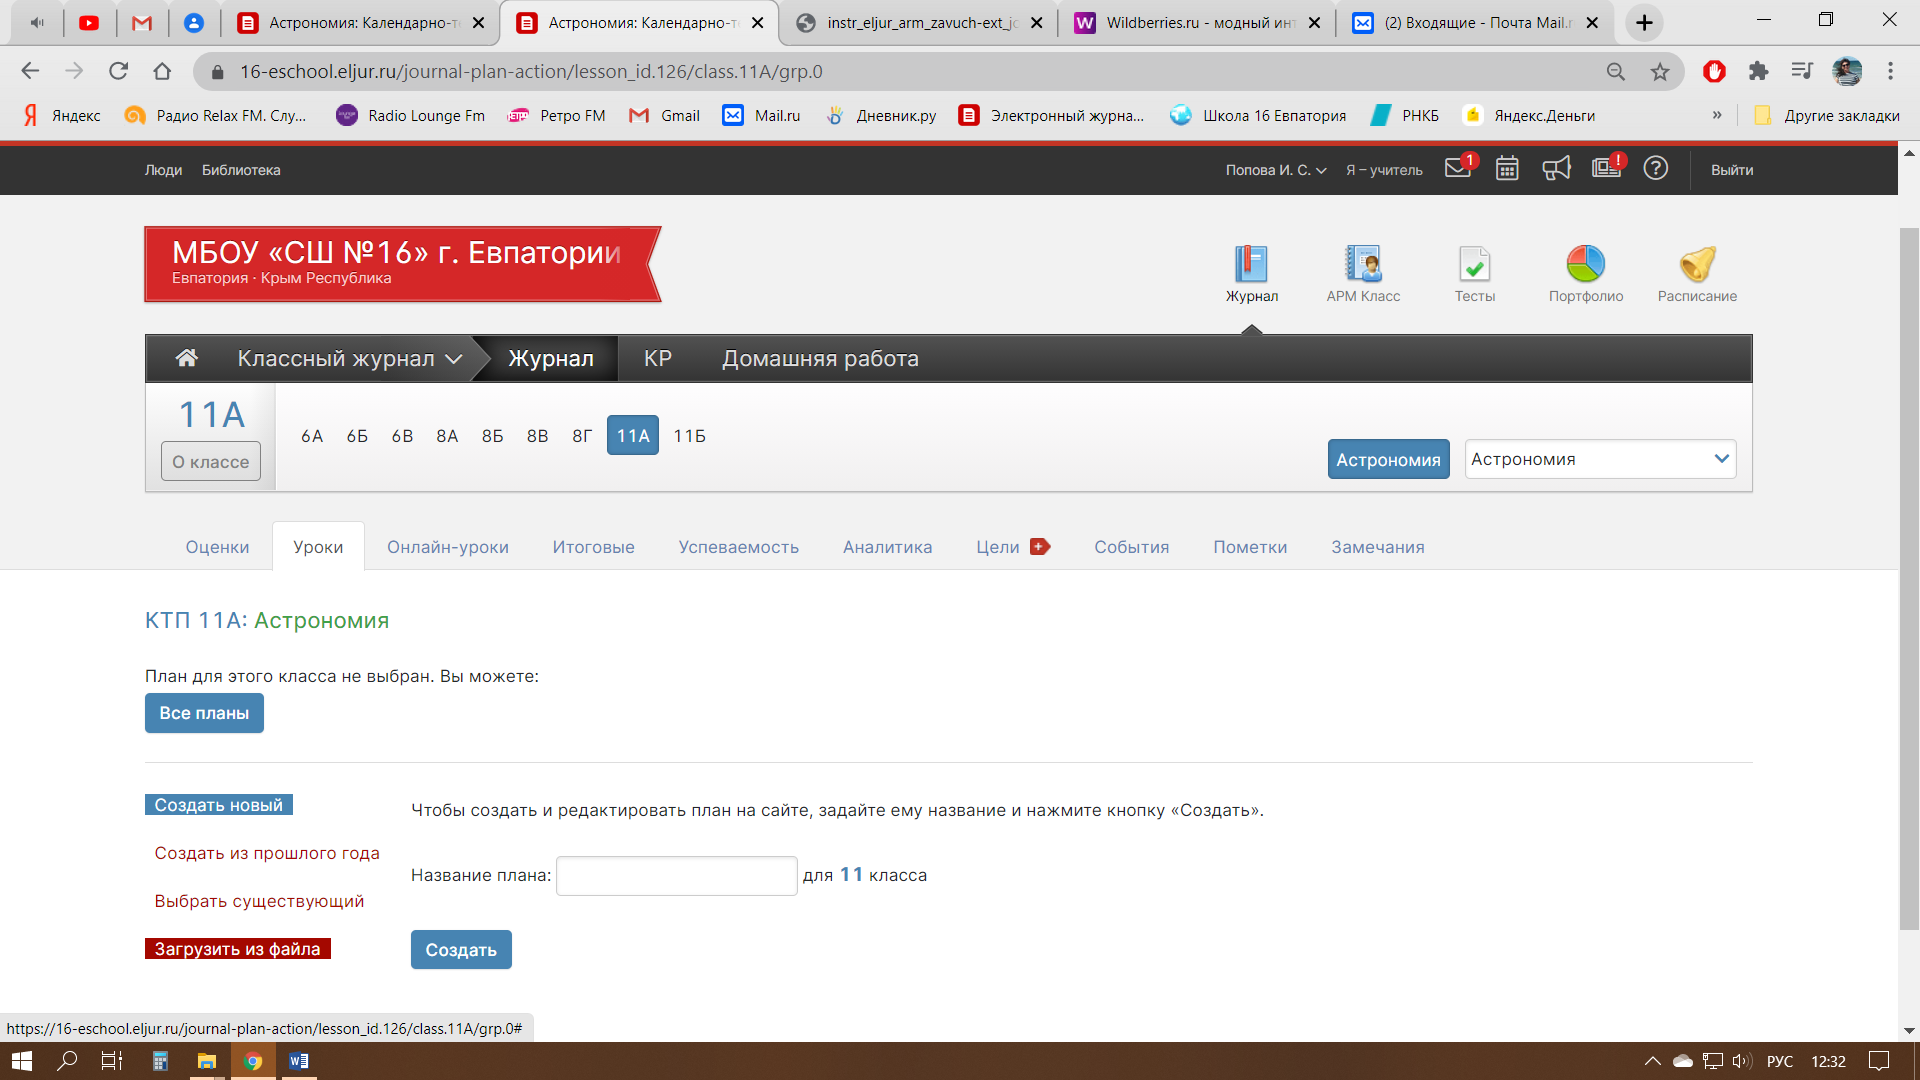 Астрономия: Календарно-т
Астрономия: Календарно-т
instr_eljur_arm_zavuch-ext_jo
Wildberries.ru - модный инт
(2) Входящие - Почта Mail.r
16-eschool.eljur.ru/journal-plan-action/lesson_id.126/class.11A/grp.0
Яндекс
Радио Relax FM. Слу...
Radio Lounge Fm
Ретро FM
Gmail
Mail.ru
Дневник.ру
Электронный журна...
Школа 16 Евпатория
РНКБ
Яндекс.Деньги
»
Другие закладки
Люди Библиотека
Попова И. С. Я – учитель 1 ! ? Выйти
МБОУ «СШ №16» г. Евпатории
Евпатория · Крым Республика
Журнал АРМ Класс Тесты Портфолио Расписание
Классный журнал Журнал КР Домашняя работа
11А
О классе
6А 6Б 6В 8А 8Б 8В 8Г 11А 11Б
Астрономия Астрономия
Оценки Уроки Онлайн-уроки Итоговые Успеваемость Аналитика Цели + События Пометки Замечания
КТП 11А: Астрономия
План для этого класса не выбран. Вы можете:
Все планы
Создать новый
Создать из прошлого года
Выбрать существующий
Загрузить из файла
Чтобы создать и редактировать план на сайте, задайте ему название и нажмите кнопку «Создать».
Название плана: для 11 класса
Создать
https://16-eschool.eljur.ru/journal-plan-action/lesson_id.126/class.11A/grp.0#
РУС 12:32